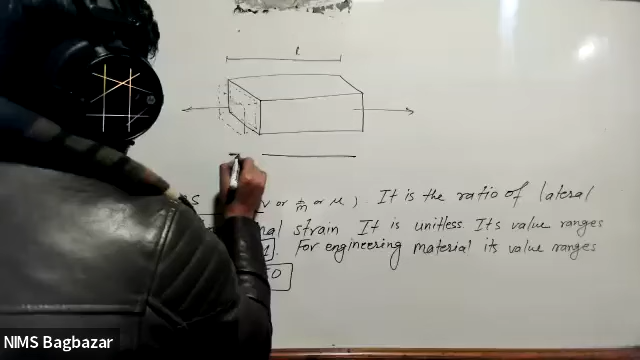 l
s
v or 1/m or μ ). It is the ratio of lateral
nal strain It is unitless. Its value ranges
]. For engineering material its value ranges
NIMS Bagbazar